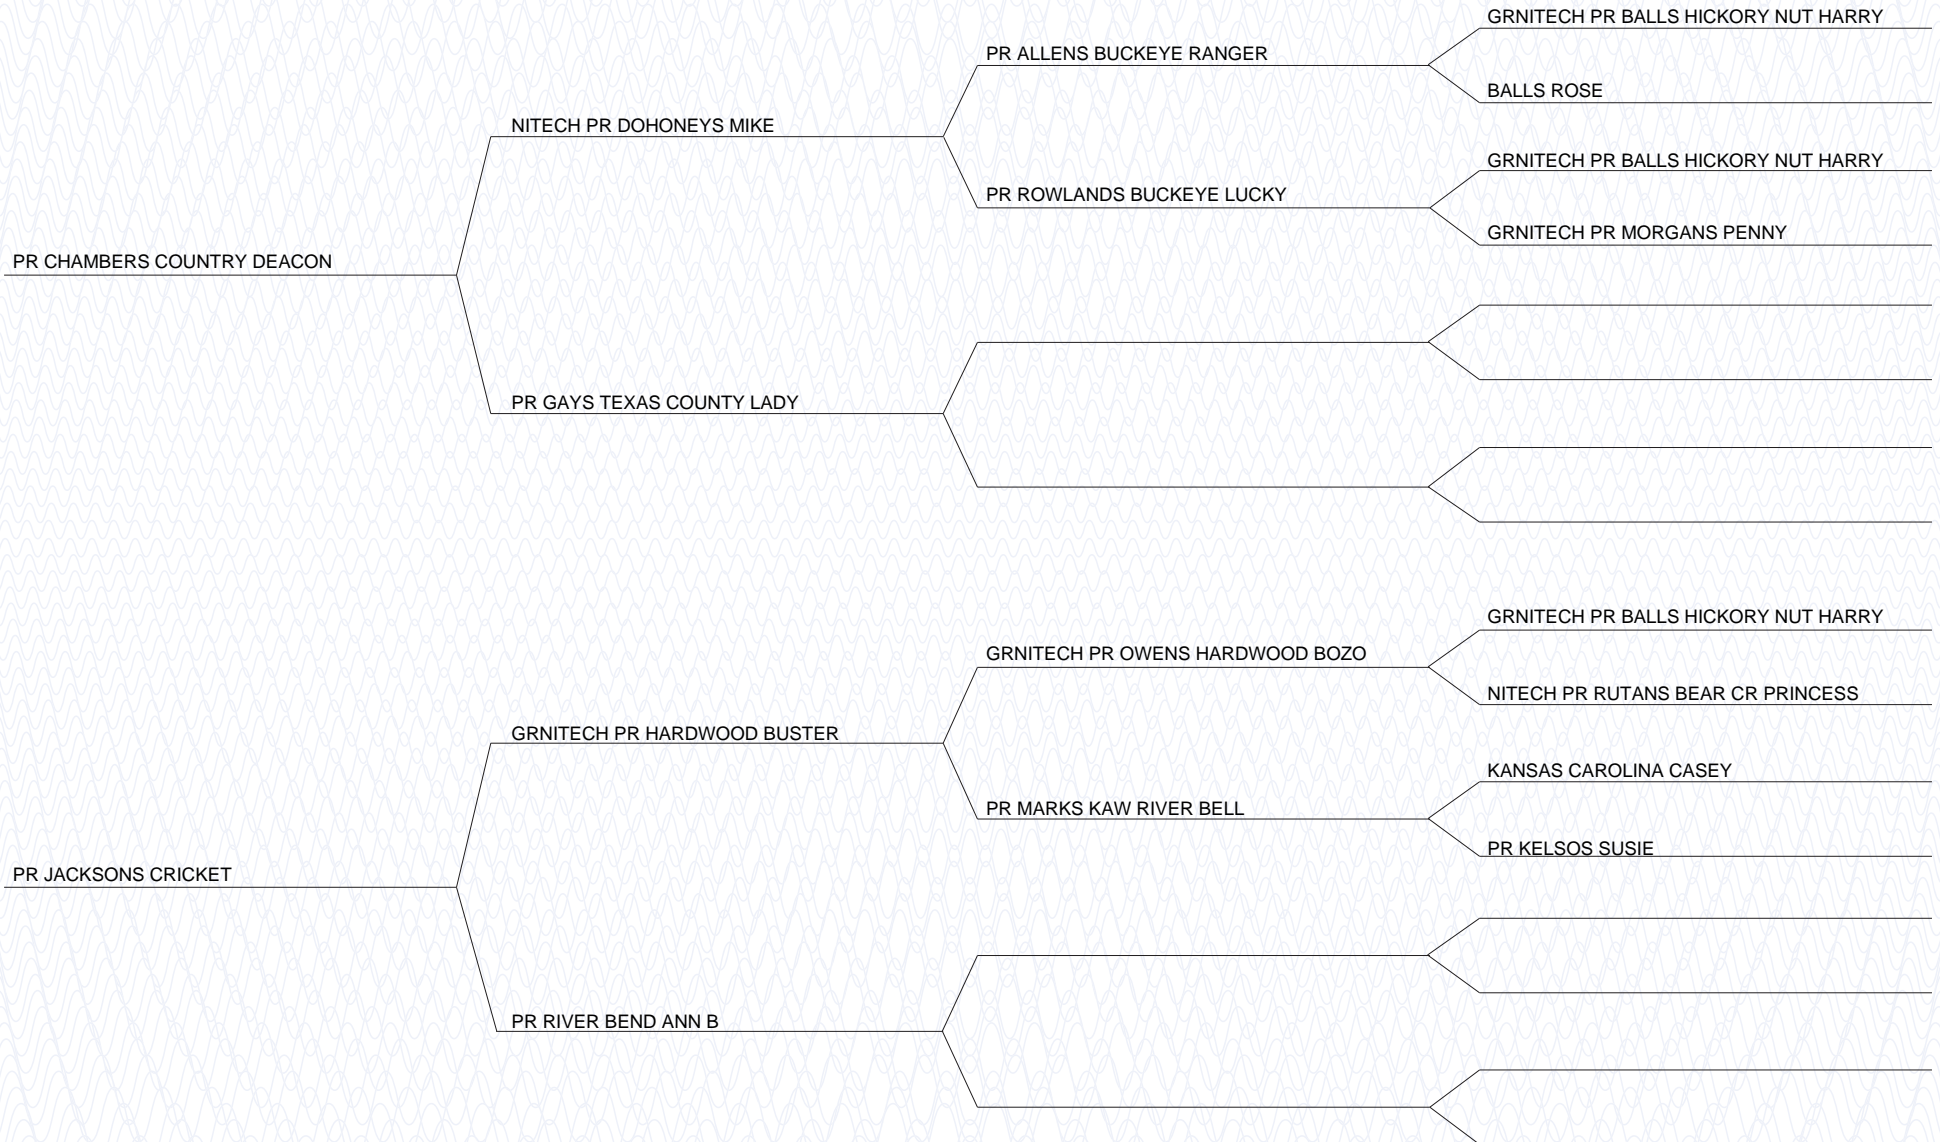 GRNITECH PR BALLS HICKORY NUT HARRY
PR ALLENS BUCKEYE RANGER
BALLS ROSE
NITECH PR DOHONEYS MIKE
GRNITECH PR BALLS HICKORY NUT HARRY
PR ROWLANDS BUCKEYE LUCKY
GRNITECH PR MORGANS PENNY
PR CHAMBERS COUNTRY DEACON
PR GAYS TEXAS COUNTY LADY
GRNITECH PR BALLS HICKORY NUT HARRY
GRNITECH PR OWENS HARDWOOD BOZO
NITECH PR RUTANS BEAR CR PRINCESS
GRNITECH PR HARDWOOD BUSTER
KANSAS CAROLINA CASEY
PR MARKS KAW RIVER BELL
PR KELSOS SUSIE
PR JACKSONS CRICKET
PR RIVER BEND ANN B